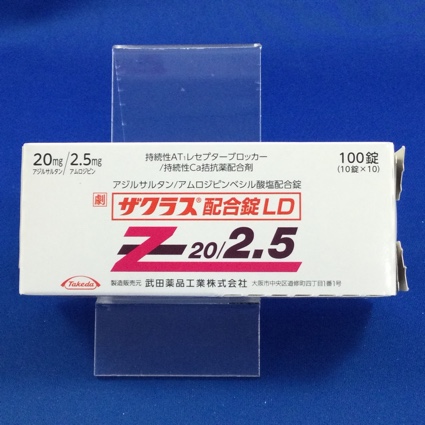 20mg/2.5mg
アジルサルタン/アムロジピン
持続性AT₁レセプターブロッカー
/持続性Ca拮抗薬配合剤
100錠
(10錠×10)
アジルサルタン/アムロジピンベシル酸塩配合錠
劇 ザクラス®配合錠LD
Z 20/2.5
Takeda
製造販売元 武田薬品工業株式会社 大阪市中央区道修町四丁目1番1号